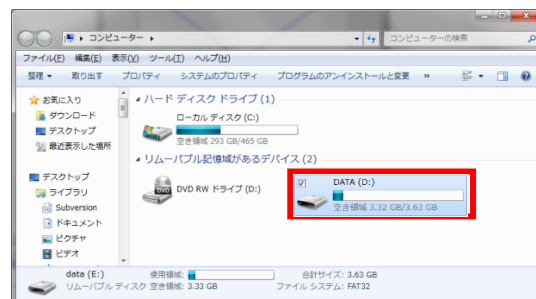 コンピューター
コンピューターの検索
ファイル(F) 編集(E) 表示(V) ツール(T) ヘルプ(H)
整理 取り出す プロパティ システムのプロパティ プログラムのアンインストールと変更 »
お気に入り
ダウンロード
デスクトップ
最近表示した場所
デスクトップ
ライブラリ
Subversion
ドキュメント
ピクチャ
ビデオ
ハード ディスク ドライブ (1)
ローカル ディスク (C:)
空き領域 293 GB/465 GB
リムーバブル記憶域があるデバイス (2)
DVD RW ドライブ (D:)
DATA (D:)
空き領域 3.32 GB/3.63 GB
data (E:) 使用領域: 合計サイズ: 3.63 GB
リムーバブル ディスク 空き領域: 3.33 GB ファイル システム: FAT32